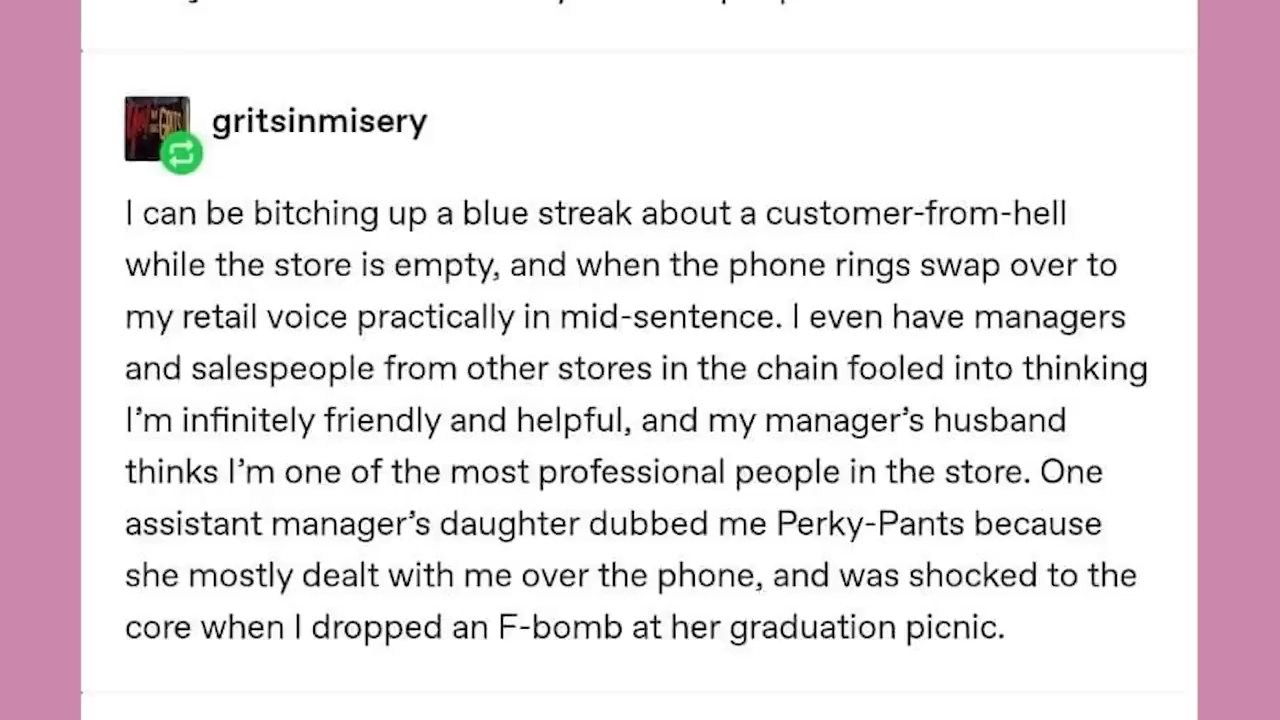 gritsinmisery
I can be bitching up a blue streak about a customer-from-hell
while the store is empty, and when the phone rings swap over to
my retail voice practically in mid-sentence. I even have managers
and salespeople from other stores in the chain fooled into thinking
I'm infinitely friendly and helpful, and my manager's husband
thinks I'm one of the most professional people in the store. One
assistant manager's daughter dubbed me Perky-Pants because
she mostly dealt with me over the phone, and was shocked to the
core when I dropped an F-bomb at her graduation picnic.